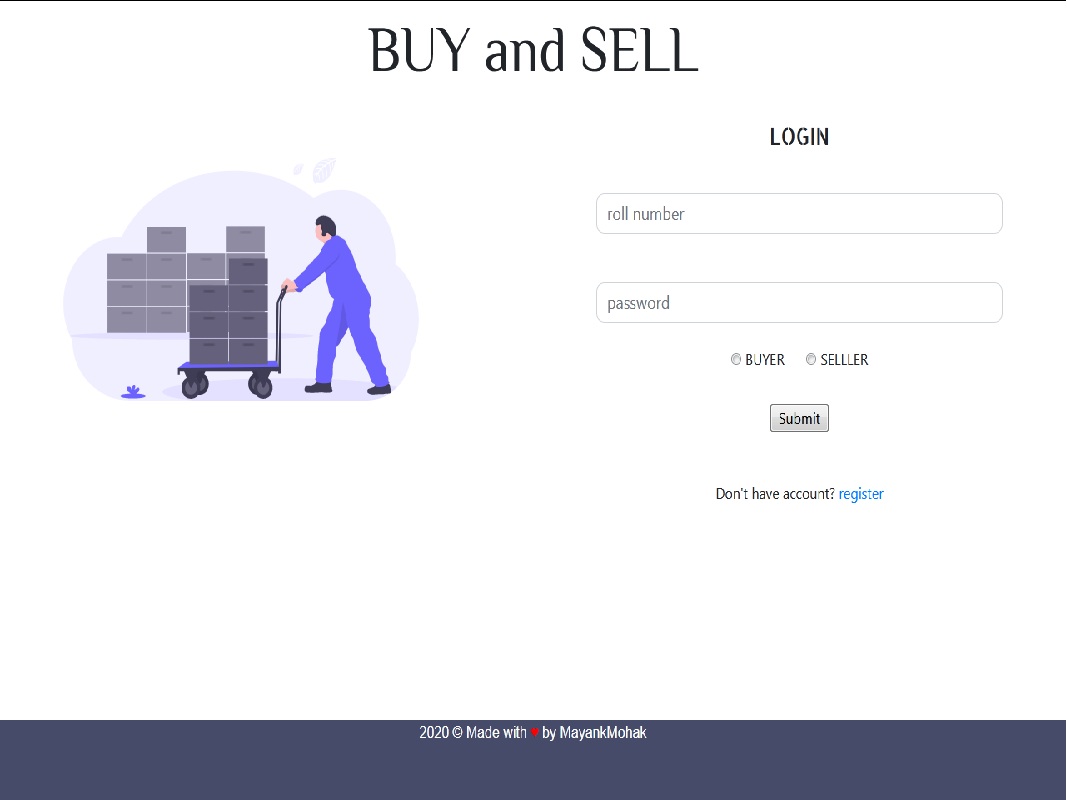 BUY and SELL
LOGIN
roll number
password
BUYER SELLLER
Submit
Don't have account? register
2020 © Made with ♥ by MayankMohak